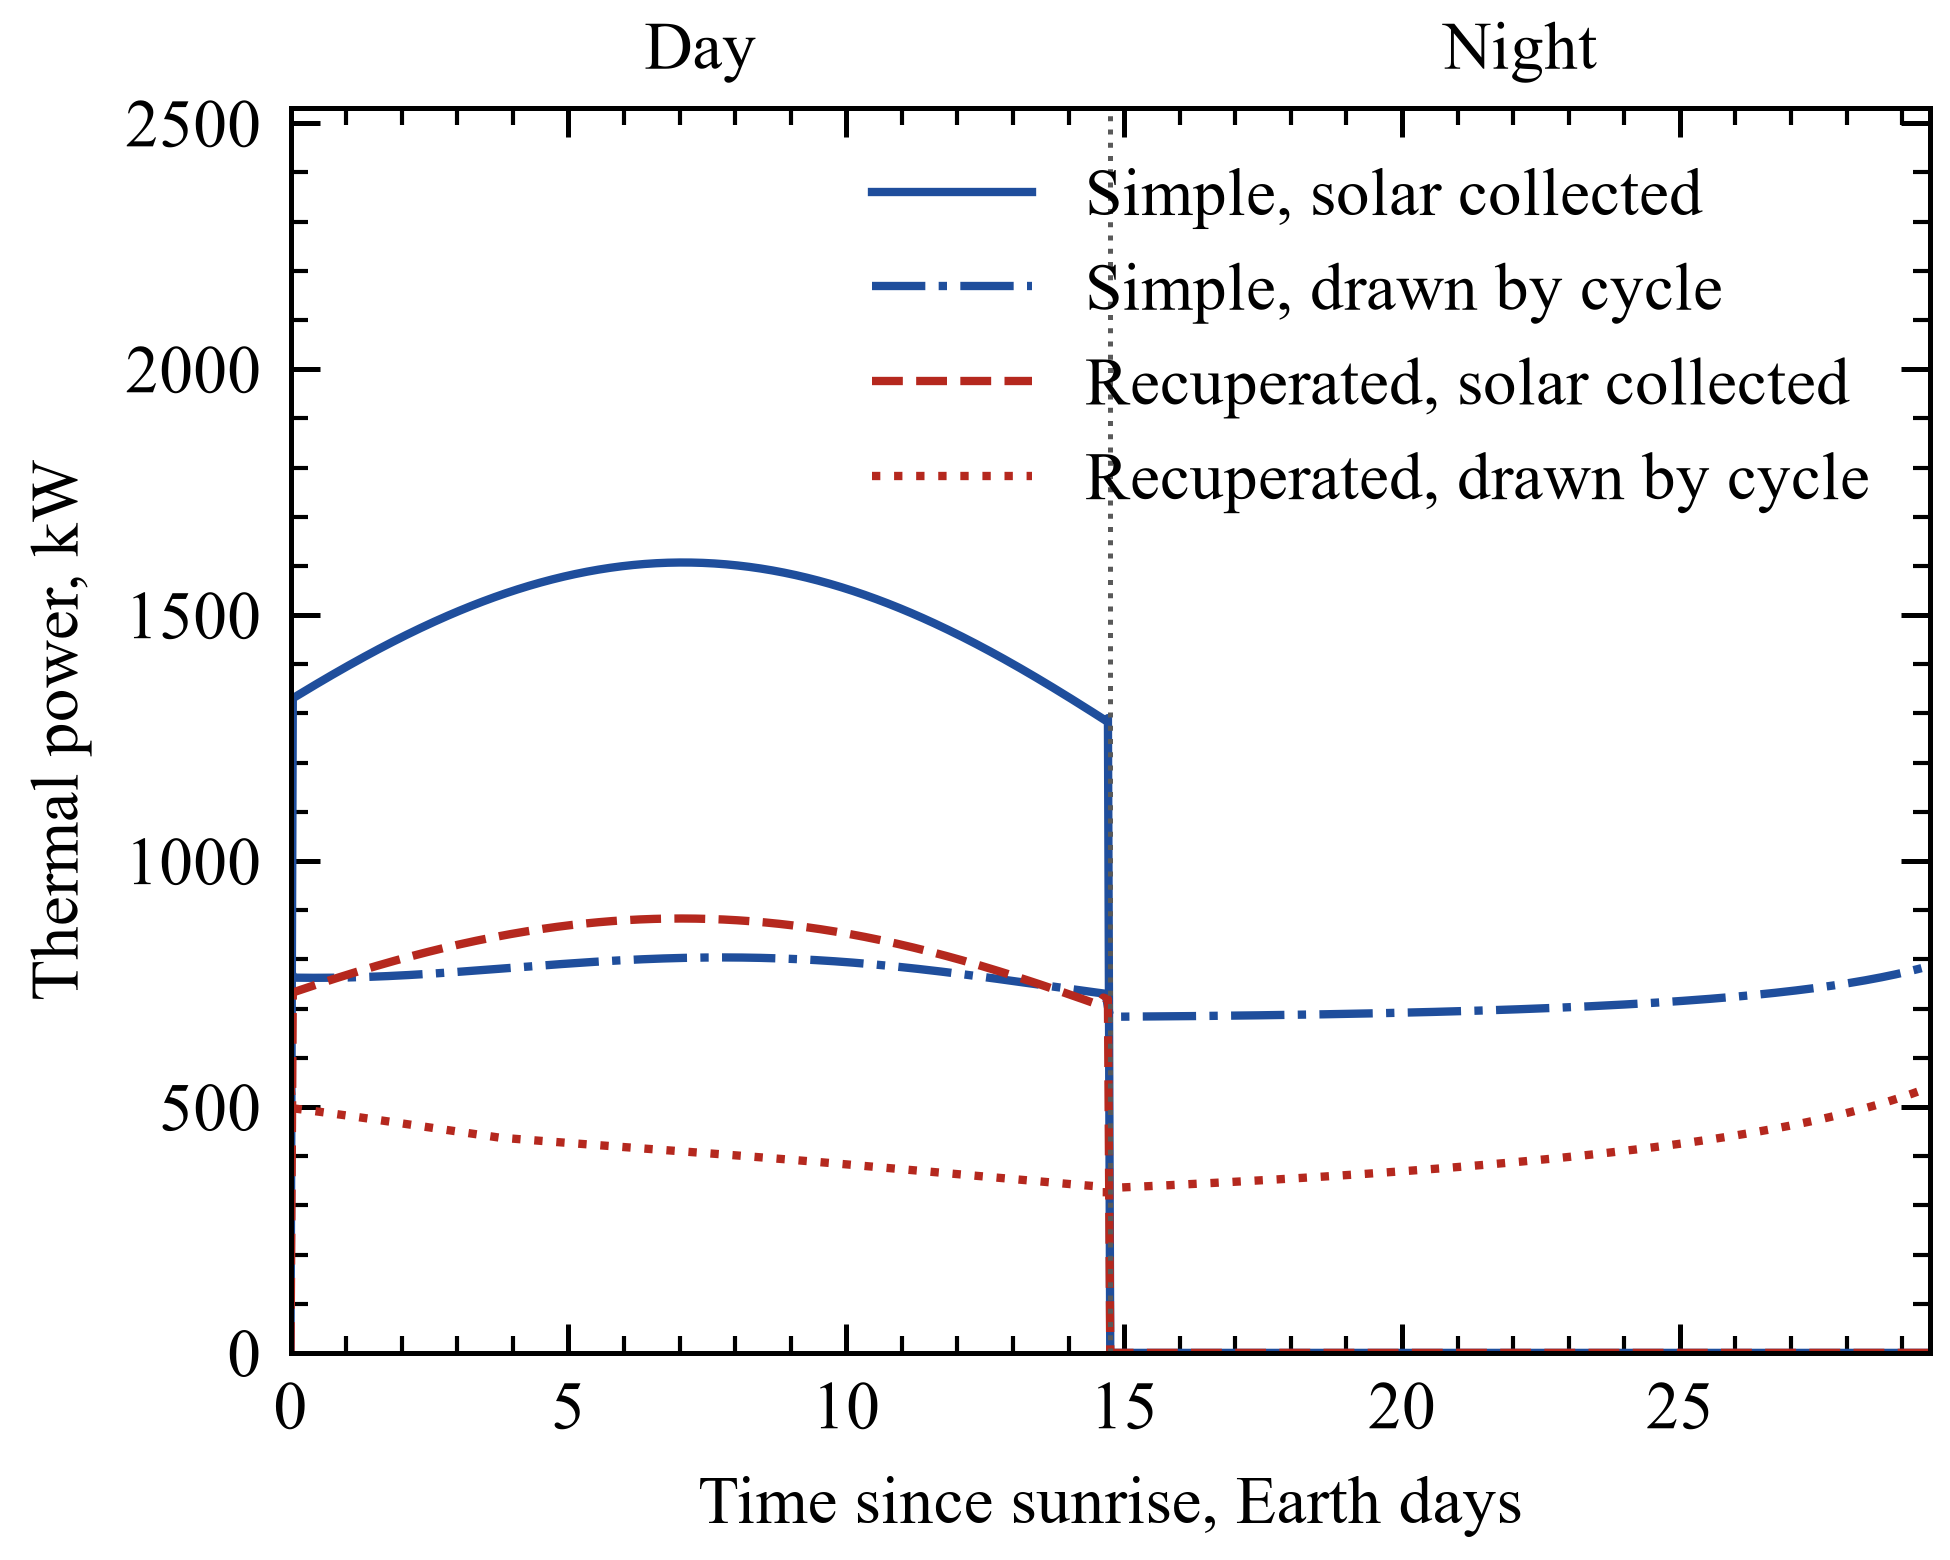 Day Night
2500
2000
1500
1000
500
0
Thermal power, kW
Simple, solar collected
Simple, drawn by cycle
Recuperated, solar collected
Recuperated, drawn by cycle
0 5 10 15 20 25
Time since sunrise, Earth days